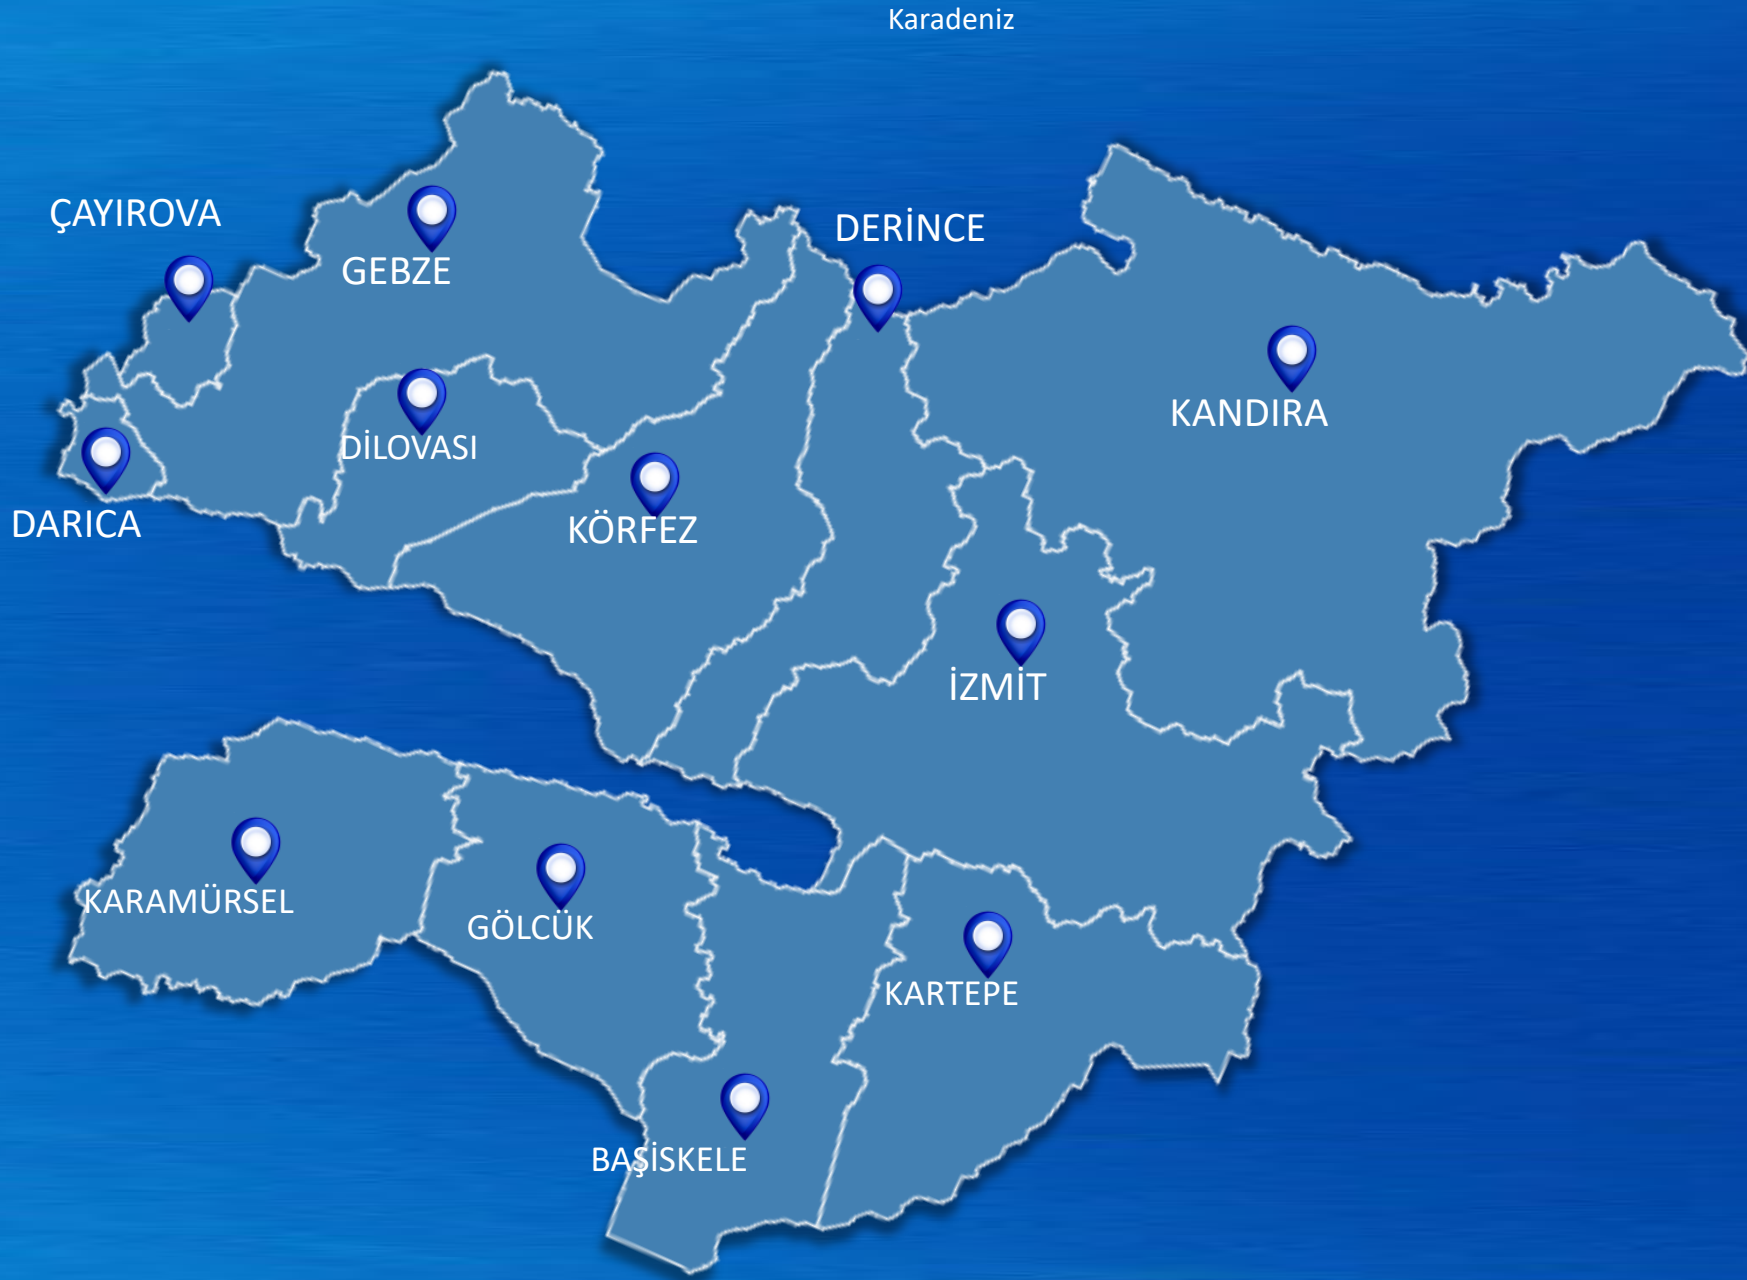 Karadeniz
ÇAYIROVA
DERİNCE
GEBZE
KANDIRA
DİLOVASI
DARICA
KÖRFEZ
İZMİT
KARAMÜRSEL
GÖLCÜK
KARTEPE
BAŞİSKELE